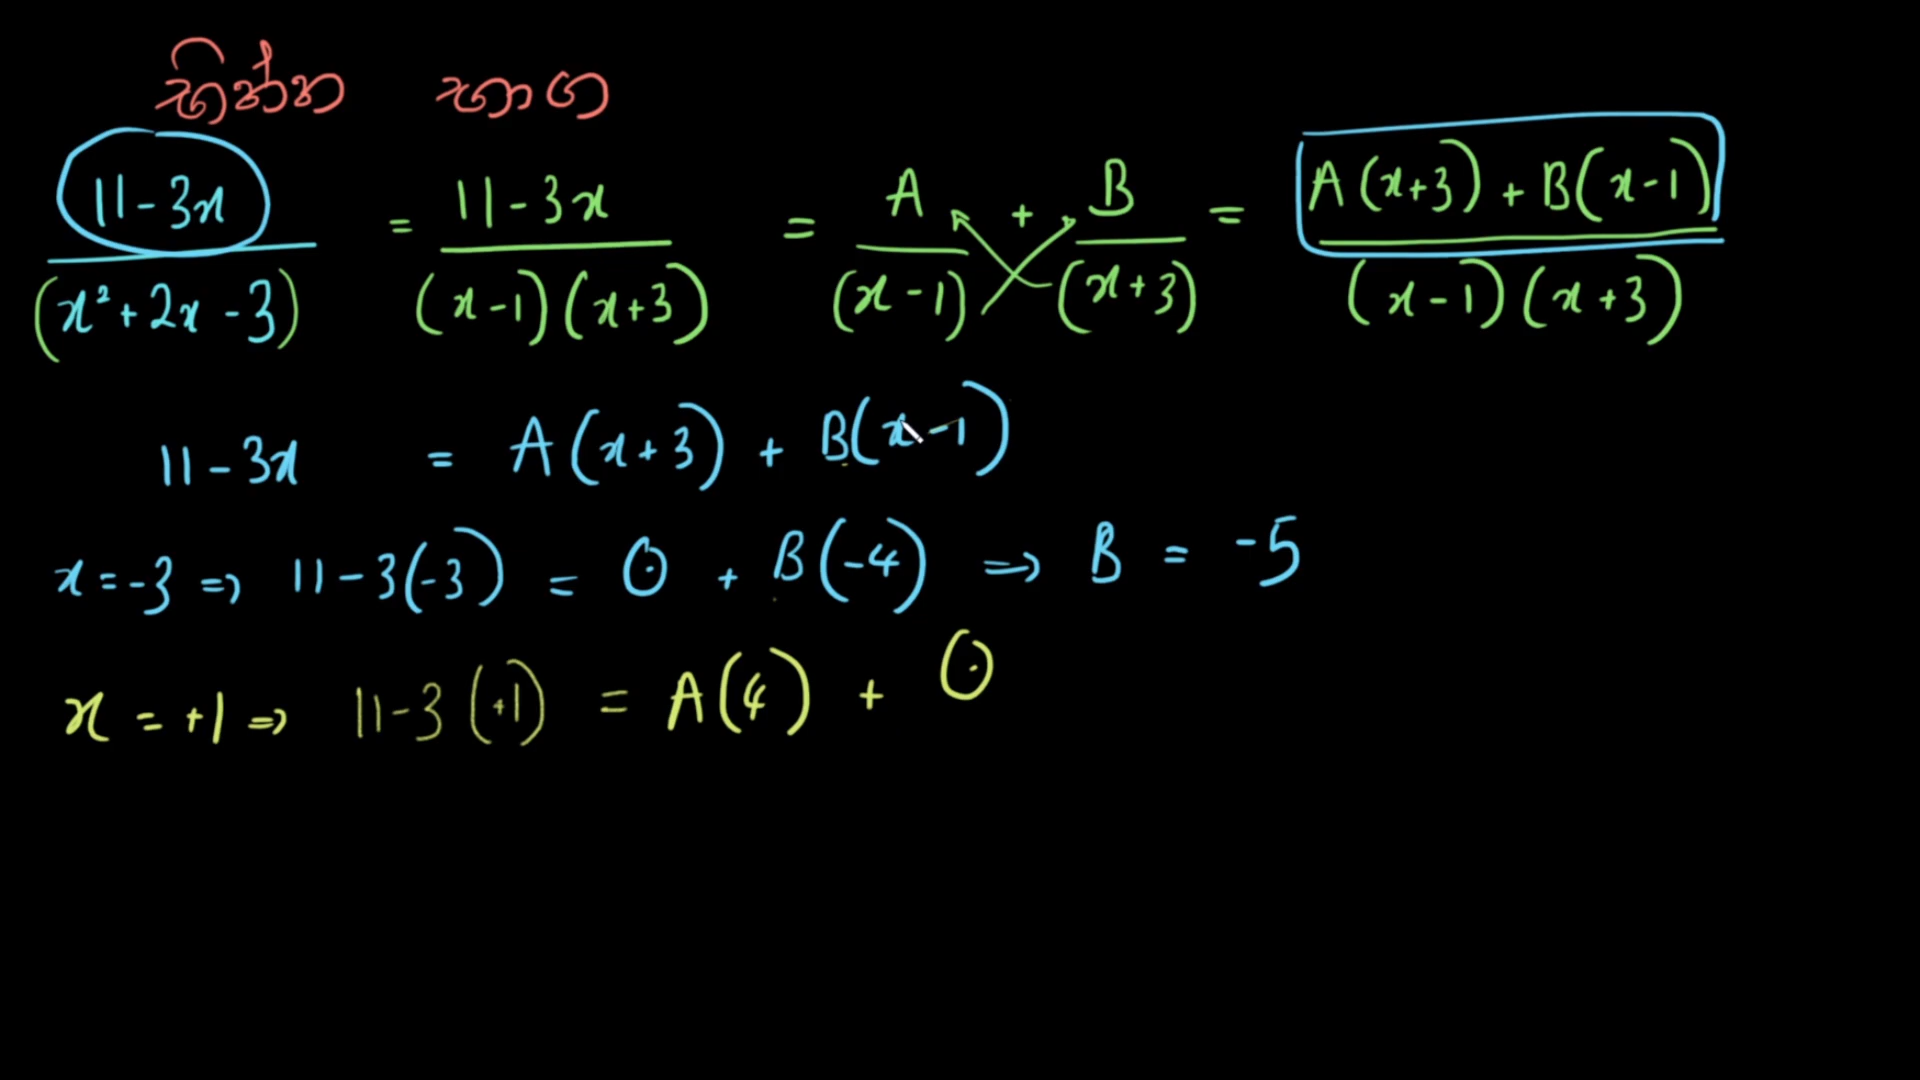 භින්න භාග
(11-3x)/(x²+2x-3) = (11-3x)/((x-1)(x+3)) = A/(x-1) + B/(x+3) = (A(x+3)+B(x-1))/((x-1)(x+3))
11-3x = A(x+3) + B(x-1)
x=-3 ⇒ 11-3(-3) = 0 + B(-4) ⇒ B = -5
x=+1 ⇒ 11-3(+1) = A(4) + 0